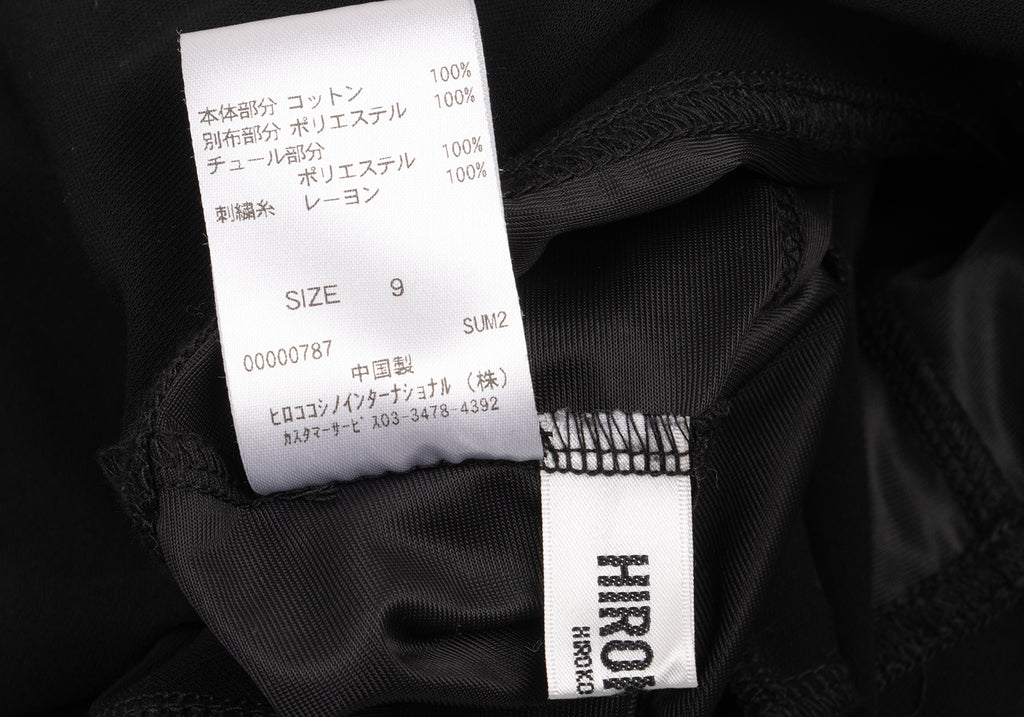 本体部分 コットン 100%
別布部分 ポリエステル 100%
チュール部分
ポリエステル 100%
刺繍糸 レーヨン 100%
SIZE 9
SUM2
00000787
中国製
ヒロココシノインターナショナル（株）
ｶｽﾀﾏｰｻｰﾋﾞｽ03-3478-4392
HIROK
HIROKO